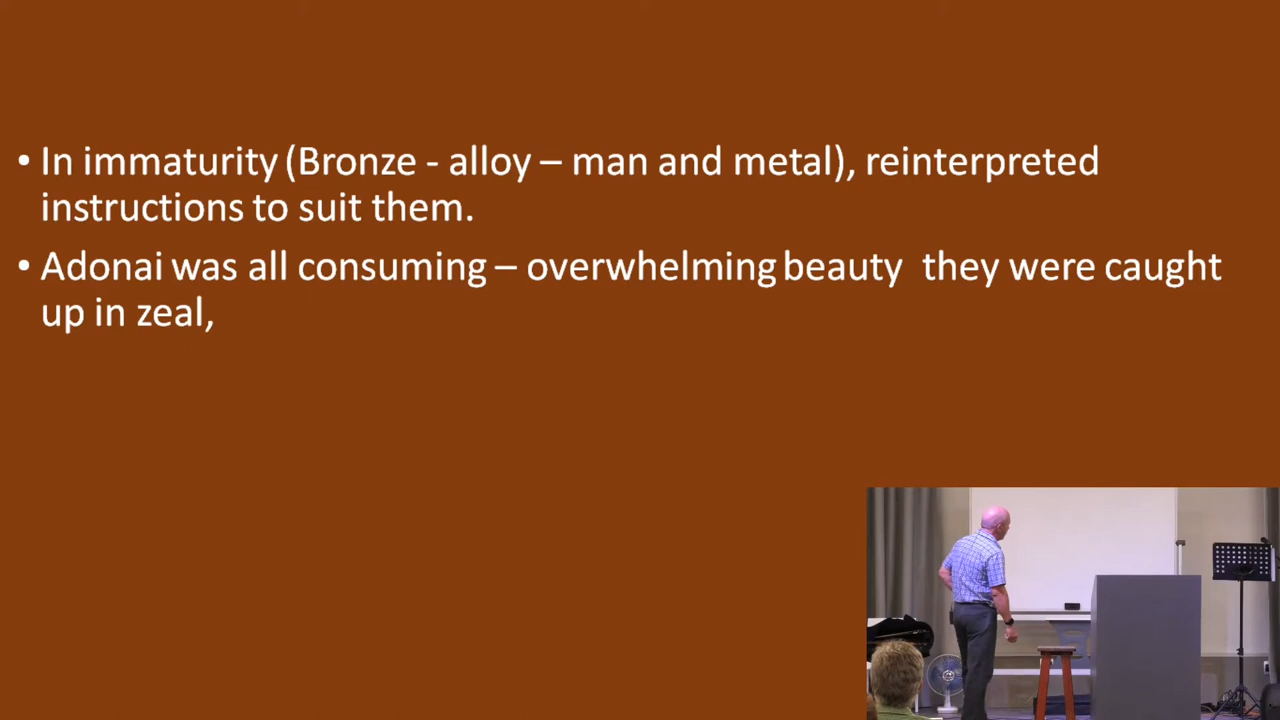 • In immaturity (Bronze - alloy – man and metal), reinterpreted
instructions to suit them.
• Adonai was all consuming – overwhelming beauty  they were caught
up in zeal,